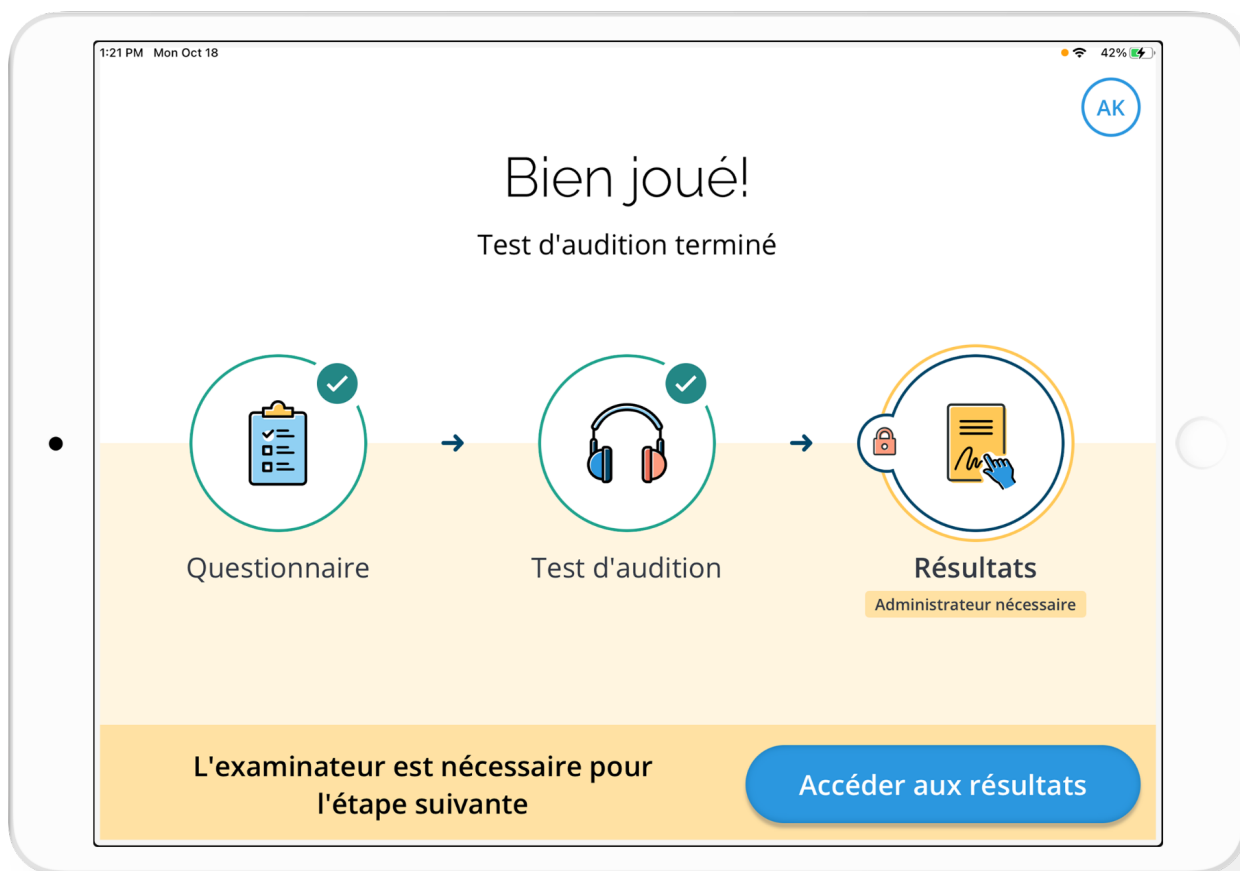 1:21 PM Mon Oct 18
42%
AK
Bien joué!
Test d'audition terminé
Questionnaire
Test d'audition
Résultats
Administrateur nécessaire
L'examinateur est nécessaire pour
l'étape suivante
Accéder aux résultats